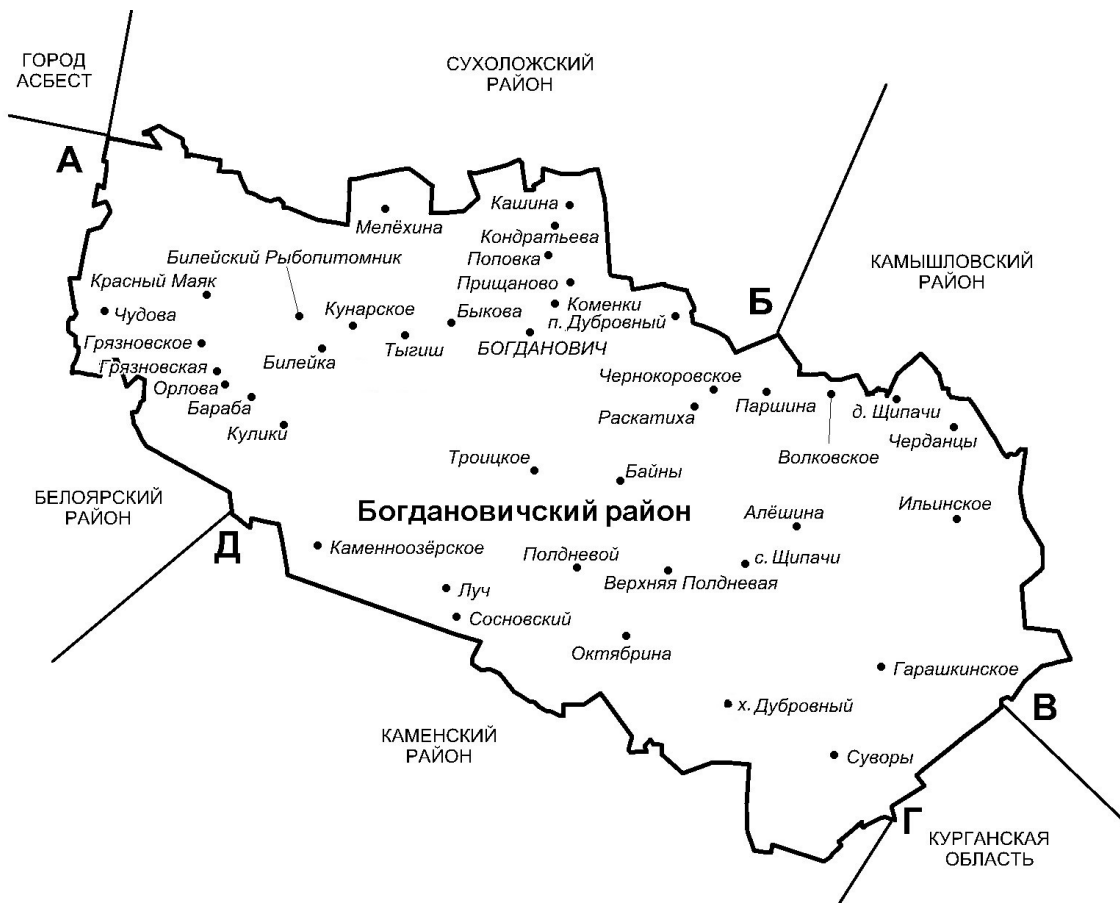 ГОРОД
АСБЕСТ
СУХОЛОЖСКИЙ
РАЙОН
А
Кашина
Мелёхина
Кондратьева
Билейский Рыбопитомник
Поповка
КАМЫШЛОВСКИЙ
РАЙОН
Красный Маяк
Прищаново
Б
Чудова
Кунарское
Быкова
Коменки
п. Дубровный
Грязновское
Билейка
Тыгиш
БОГДАНОВИЧ
Грязновская
Орлова
Чернокоровское
Бараба
Раскатиха
Паршина
д. Щипачи
Кулики
Черданцы
Троицкое
Байны
Волковское
БЕЛОЯРСКИЙ
РАЙОН
Богдановичский район
Алёшина
Ильинское
Д
Каменноозёрское
Полдневой
с. Щипачи
Верхняя Полдневая
Луч
Сосновский
Октябрина
Гарашкинское
х. Дубровный
В
КАМЕНСКИЙ
РАЙОН
Суворы
Г
КУРГАНСКАЯ
ОБЛАСТЬ